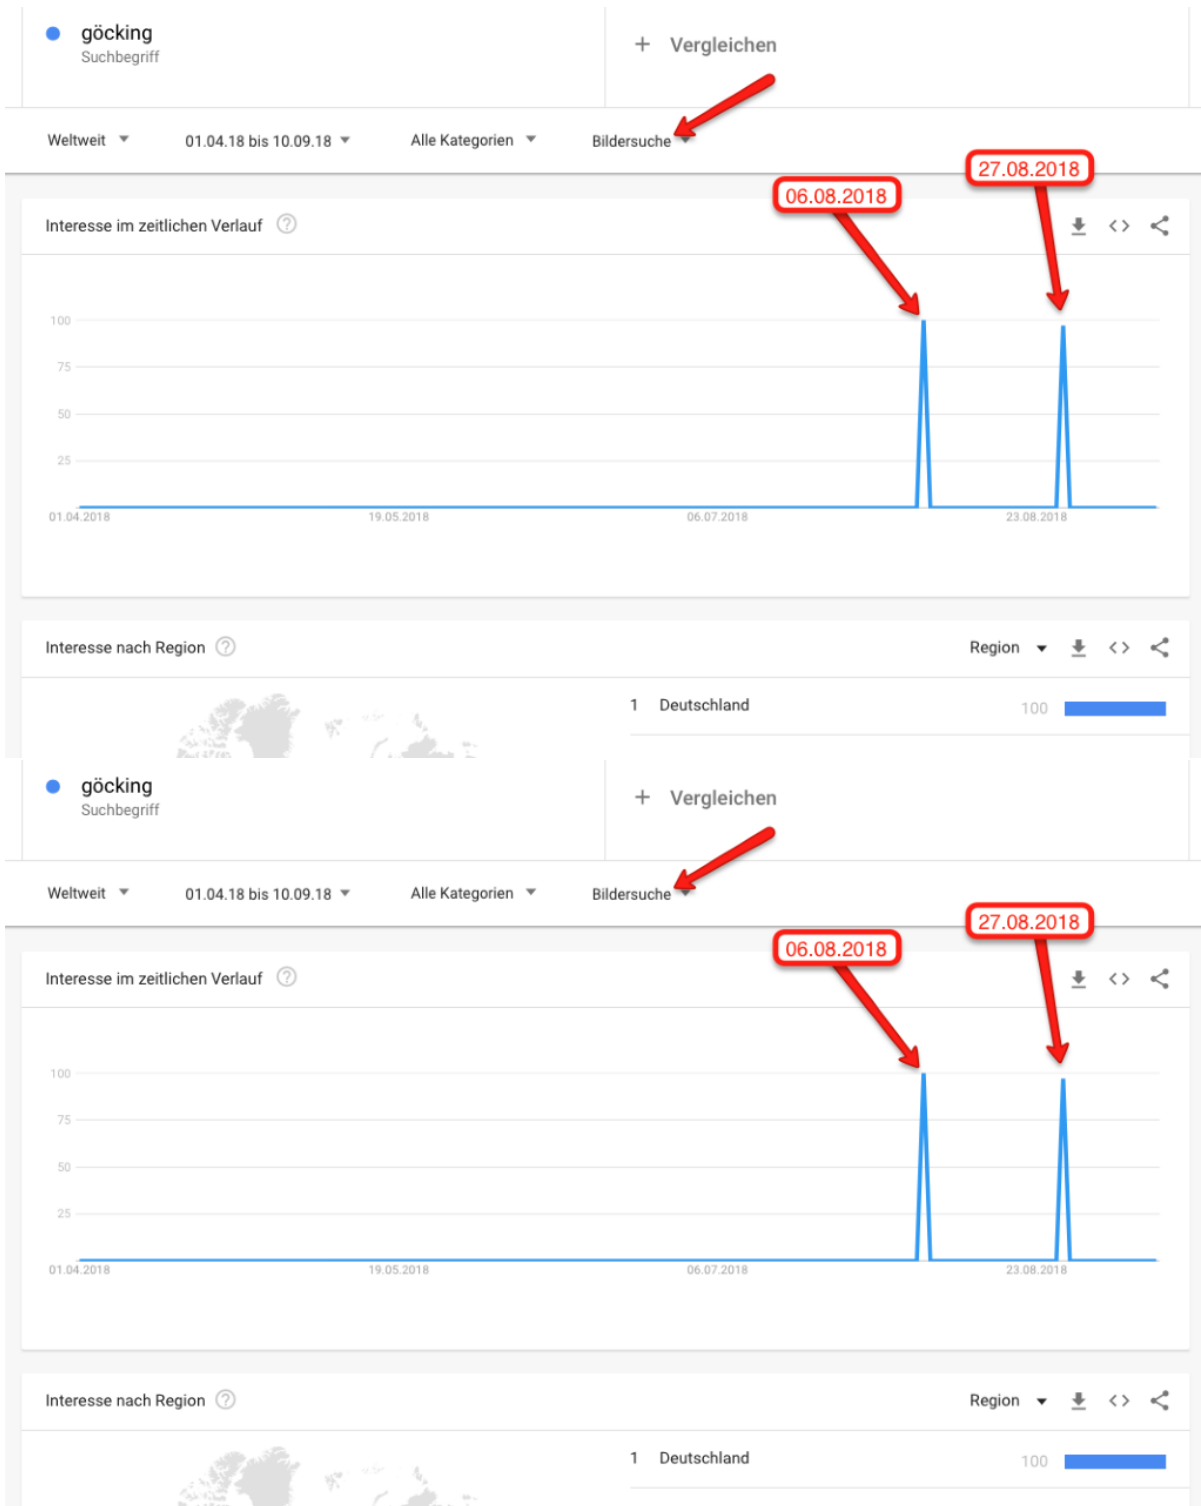 göcking
Suchbegriff
+ Vergleichen
Weltweit
01.04.18 bis 10.09.18
Alle Kategorien
Bildersuche
27.08.2018
06.08.2018
Interesse im zeitlichen Verlauf ?
100
75
50
25
01.04.2018
19.05.2018
06.07.2018
23.08.2018
Interesse nach Region ?
Region
1 Deutschland 100
göcking
Suchbegriff
+ Vergleichen
Weltweit
01.04.18 bis 10.09.18
Alle Kategorien
Bildersuche
27.08.2018
06.08.2018
Interesse im zeitlichen Verlauf ?
100
75
50
25
01.04.2018
19.05.2018
06.07.2018
23.08.2018
Interesse nach Region ?
Region
1 Deutschland 100